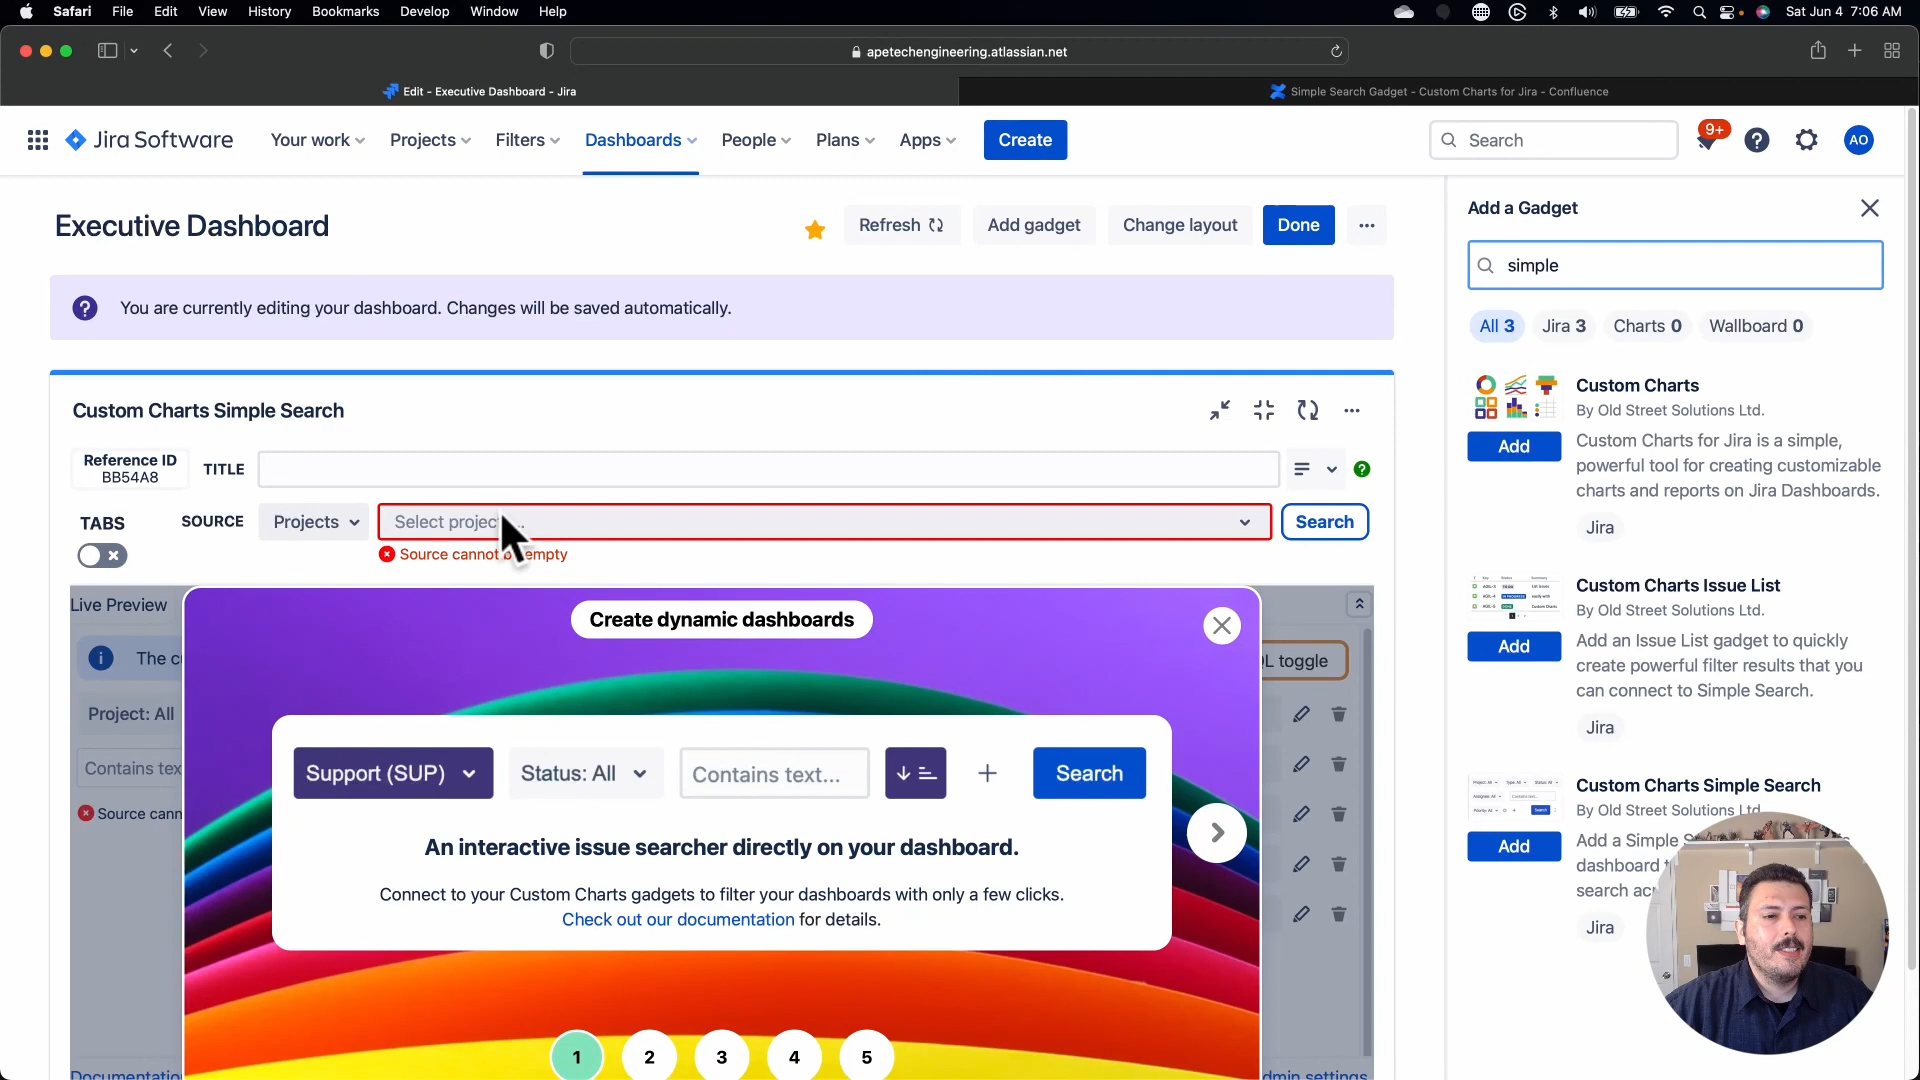 Safari File Edit View History Bookmarks Develop Window Help
Sat Jun 4 7:06 AM
apetechengineering.atlassian.net
Edit - Executive Dashboard - Jira
Simple Search Gadget - Custom Charts for Jira - Confluence
Jira Software
Your work Projects Filters Dashboards People Plans Apps Create
Search
9+
AO
Executive Dashboard
Refresh
Add gadget
Change layout
Done
You are currently editing your dashboard. Changes will be saved automatically.
Custom Charts Simple Search
Reference ID
BB54A8
TITLE
TABS
SOURCE
Projects
Select projec
Search
Source cannot empty
Live Preview
Create dynamic dashboards
The c
toggle
Project: All
Contains tex
Source cann
Support (SUP)
Status: All
Contains text...
Search
An interactive issue searcher directly on your dashboard.
Connect to your Custom Charts gadgets to filter your dashboards with only a few clicks.
Check out our documentation for details.
1 2 3 4 5
Documentatio
dmin settings
Add a Gadget
simple
All 3
Jira 3
Charts 0
Wallboard 0
Custom Charts
By Old Street Solutions Ltd.
Add
Custom Charts for Jira is a simple,
powerful tool for creating customizable
charts and reports on Jira Dashboards.
Jira
Custom Charts Issue List
By Old Street Solutions Ltd.
Add
Add an Issue List gadget to quickly
create powerful filter results that you
can connect to Simple Search.
Jira
Custom Charts Simple Search
By Old Street Solutions Ltd
Add
Add a Simple S
dashboard
search ac
Jira